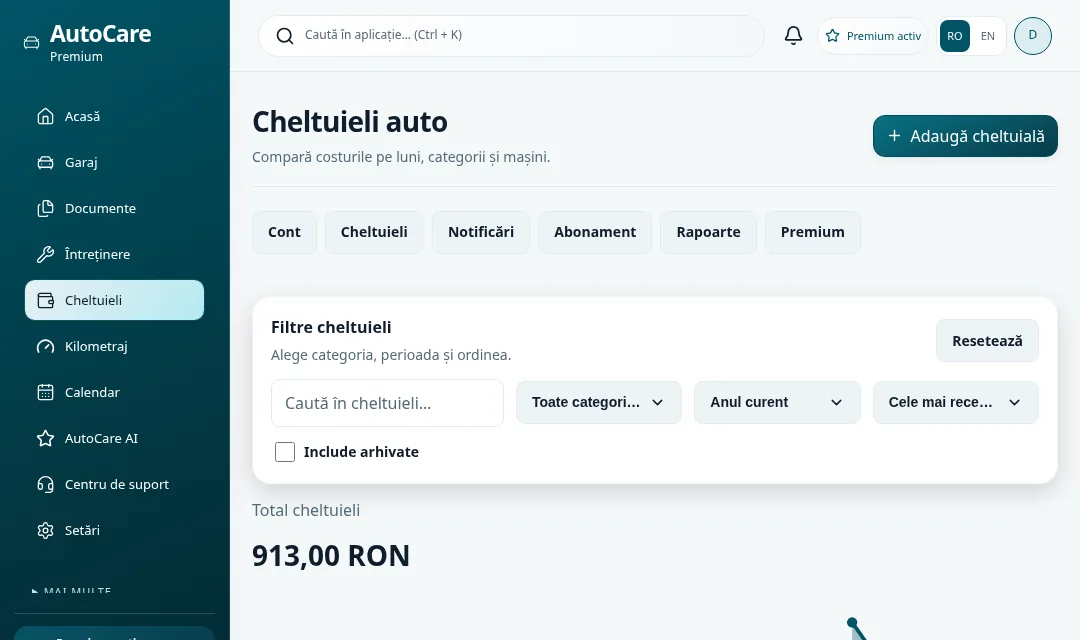 AutoCare
Premium
Acasă
Garaj
Documente
Întreținere
Cheltuieli
Kilometraj
Calendar
AutoCare AI
Centru de suport
Setări
MAI MULTE
Caută în aplicație... (Ctrl + K)
Premium activ
RO
EN
D
Cheltuieli auto
Compară costurile pe luni, categorii și mașini.
+ Adaugă cheltuială
Cont
Cheltuieli
Notificări
Abonament
Rapoarte
Premium
Filtre cheltuieli
Alege categoria, perioada și ordinea.
Resetează
Caută în cheltuieli...
Toate categori...
Anul curent
Cele mai rece...
Include arhivate
Total cheltuieli
913,00 RON